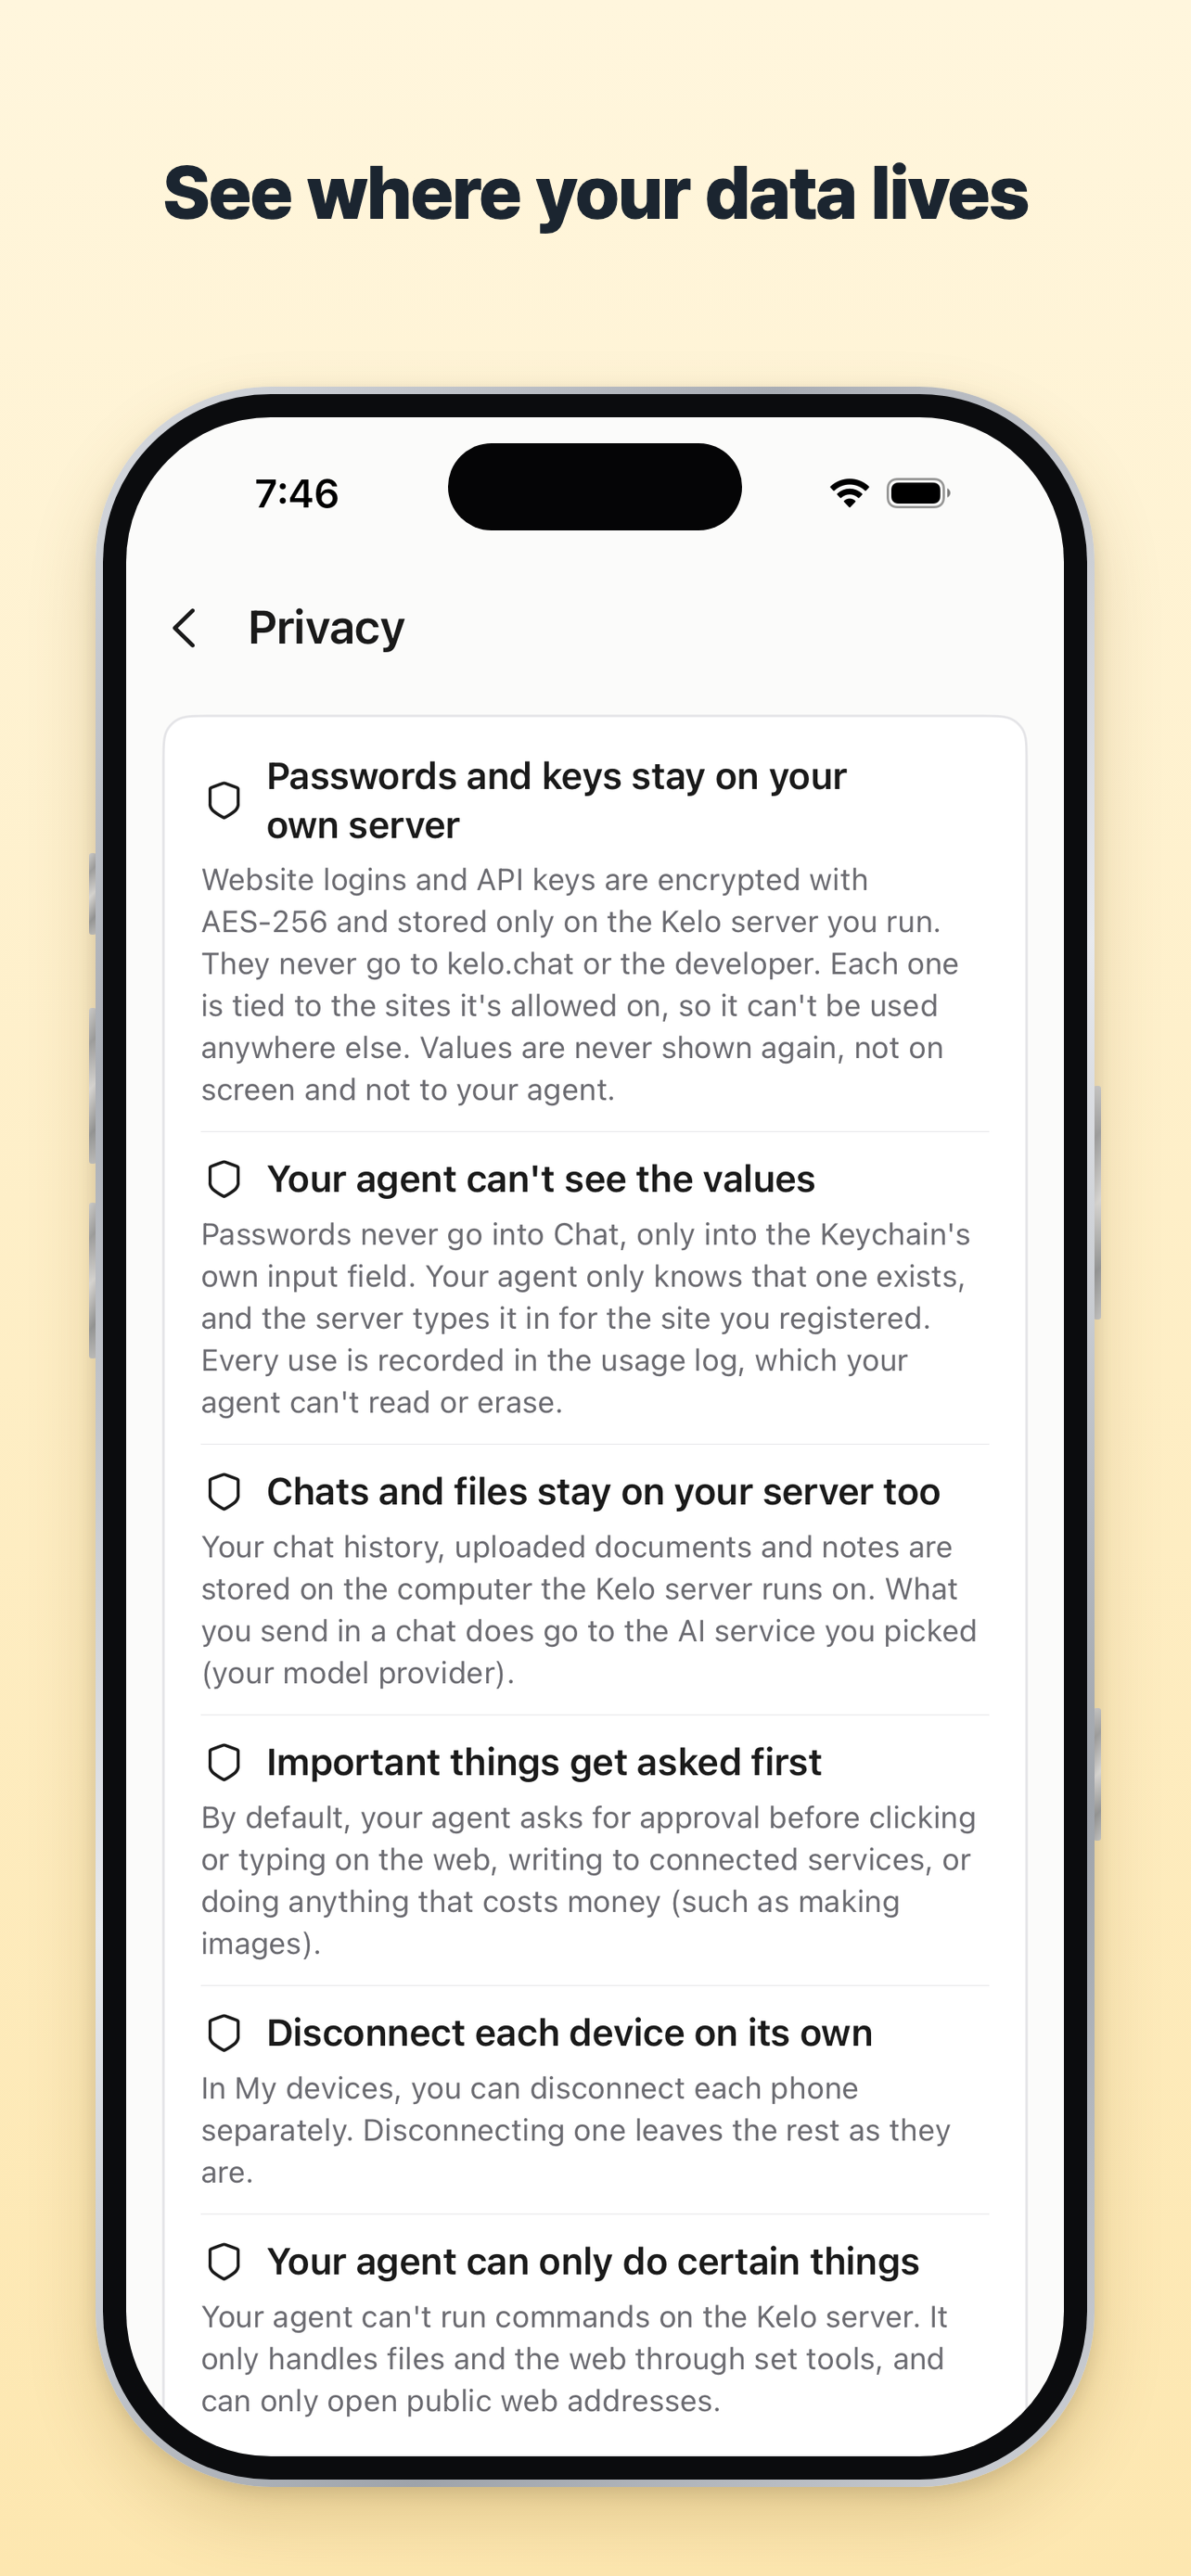 See where your data lives
7:46
Privacy
Passwords and keys stay on your
own server
Website logins and API keys are encrypted with
AES-256 and stored only on the Kelo server you run.
They never go to kelo.chat or the developer. Each one
is tied to the sites it's allowed on, so it can't be used
anywhere else. Values are never shown again, not on
screen and not to your agent.
Your agent can't see the values
Passwords never go into Chat, only into the Keychain's
own input field. Your agent only knows that one exists,
and the server types it in for the site you registered.
Every use is recorded in the usage log, which your
agent can't read or erase.
Chats and files stay on your server too
Your chat history, uploaded documents and notes are
stored on the computer the Kelo server runs on. What
you send in a chat does go to the AI service you picked
(your model provider).
Important things get asked first
By default, your agent asks for approval before clicking
or typing on the web, writing to connected services, or
doing anything that costs money (such as making
images).
Disconnect each device on its own
In My devices, you can disconnect each phone
separately. Disconnecting one leaves the rest as they
are.
Your agent can only do certain things
Your agent can't run commands on the Kelo server. It
only handles files and the web through set tools, and
can only open public web addresses.